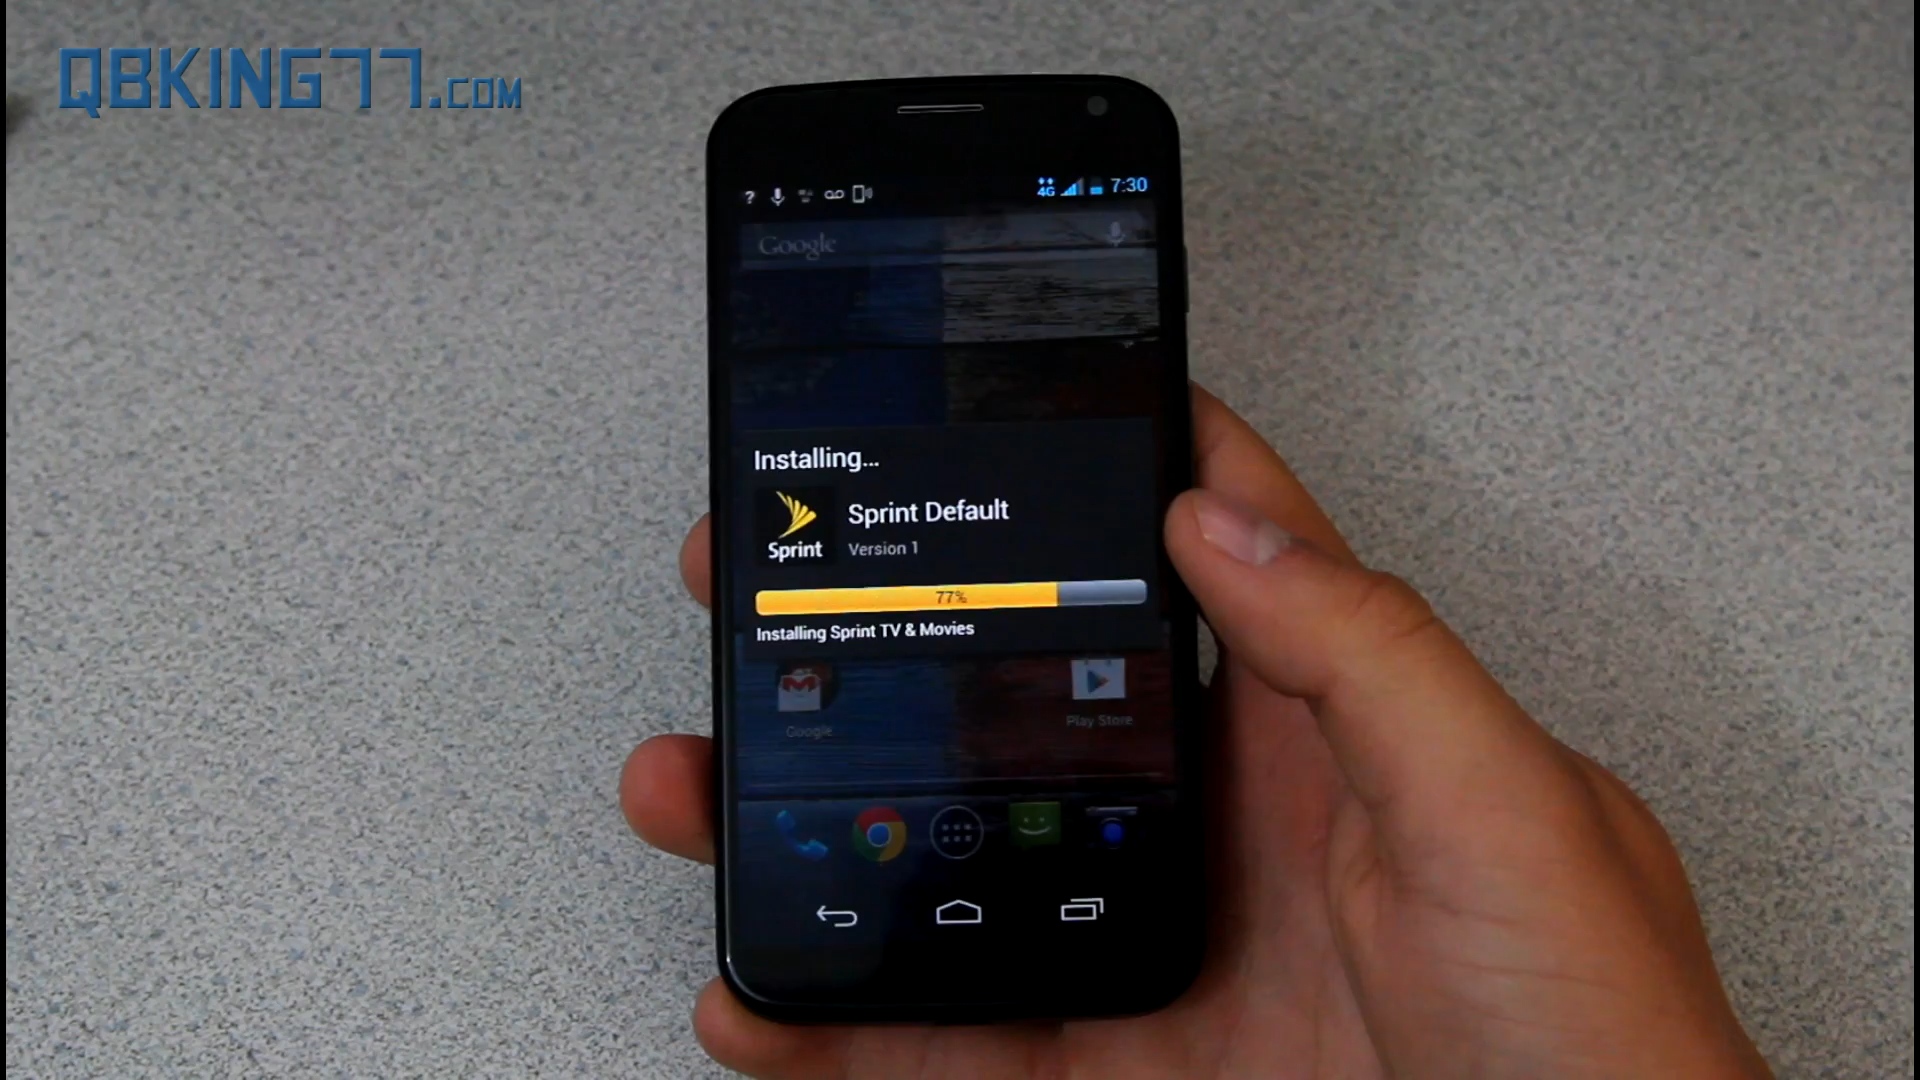 QBKING77.COM
? 4G 7:30
Google
Installing...
Sprint Default
Sprint
Version 1
77%
Installing Sprint TV & Movies
Google
Play Store